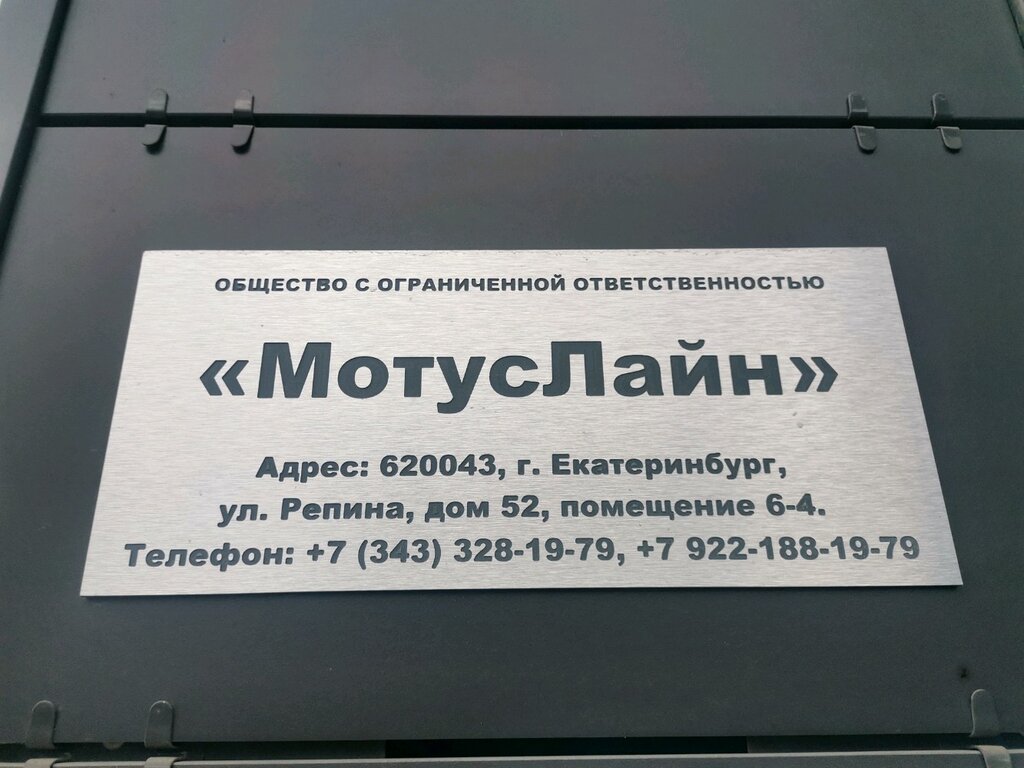 ОБЩЕСТВО С ОГРАНИЧЕННОЙ ОТВЕТСТВЕННОСТЬЮ
«МотусЛайн»
Адрес: 620043, г. Екатеринбург,
ул. Репина, дом 52, помещение 6-4.
Телефон: +7 (343) 328-19-79, +7 922-188-19-79